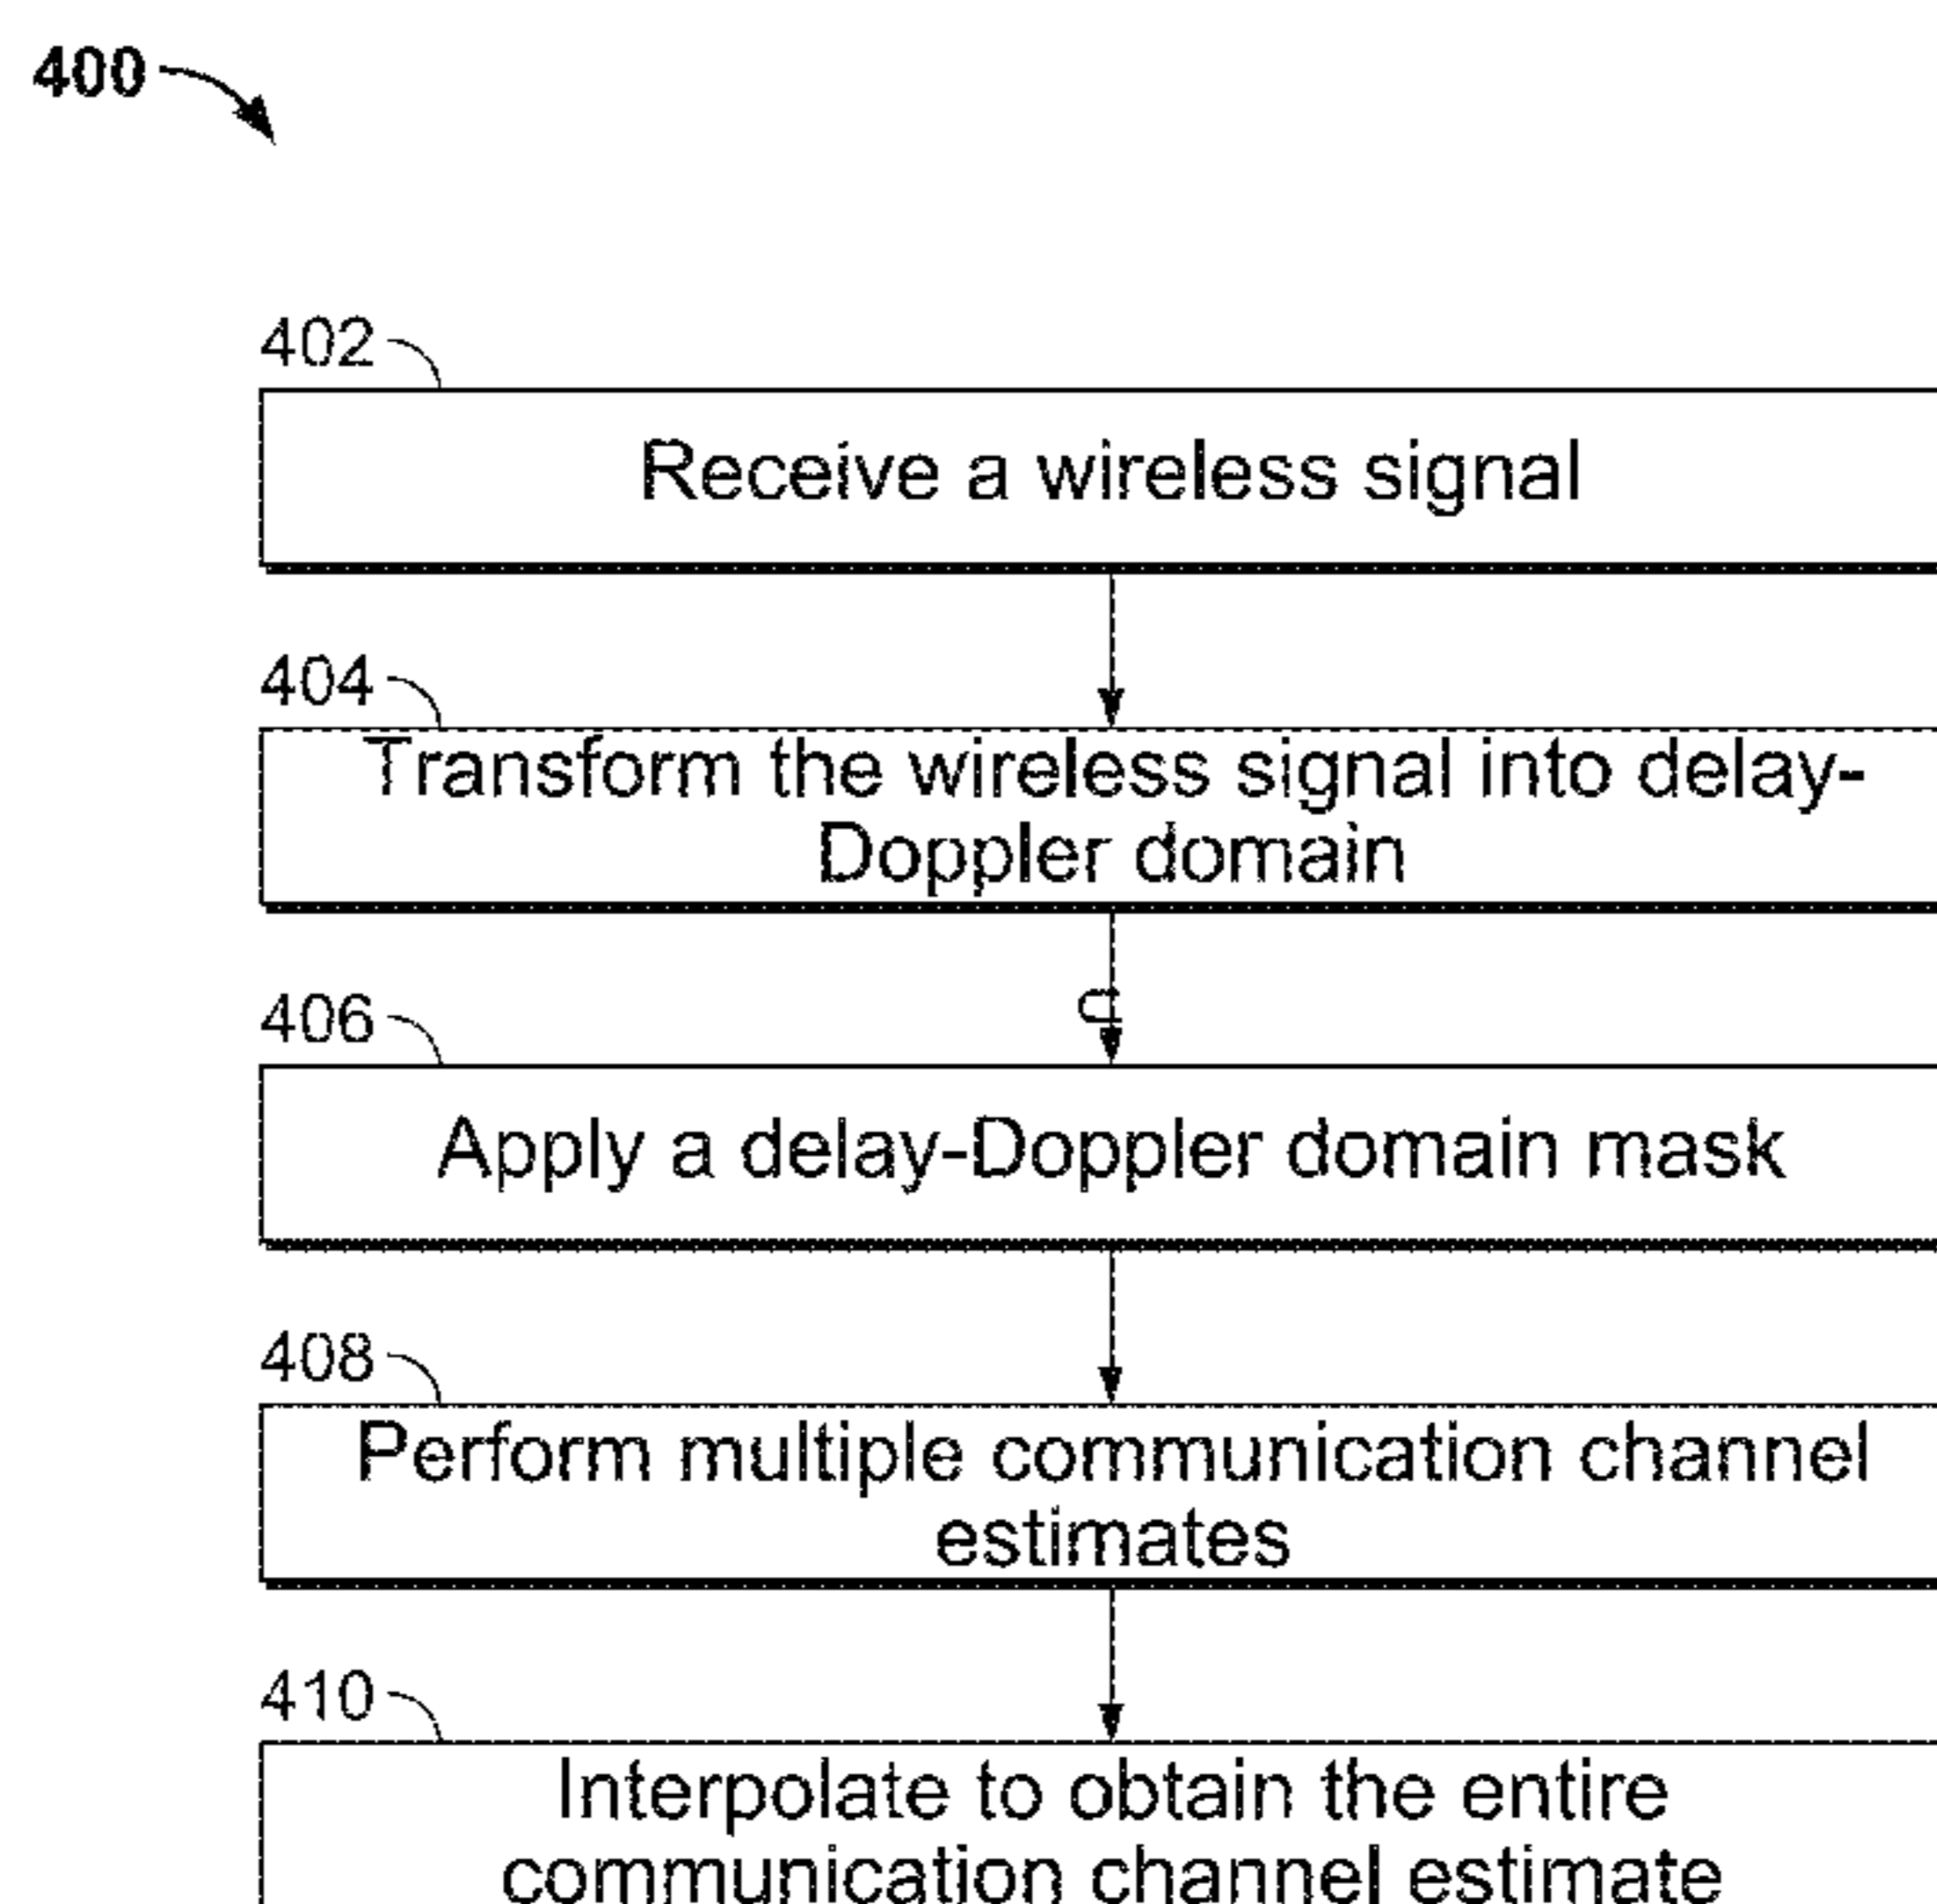 400
402
Receive a wireless signal
404
Transform the wireless signal into delay-
Doppler domain
406
Apply a delay-Doppler domain mask
408
Perform multiple communication channel
estimates
410
Interpolate to obtain the entire
communication channel estimate